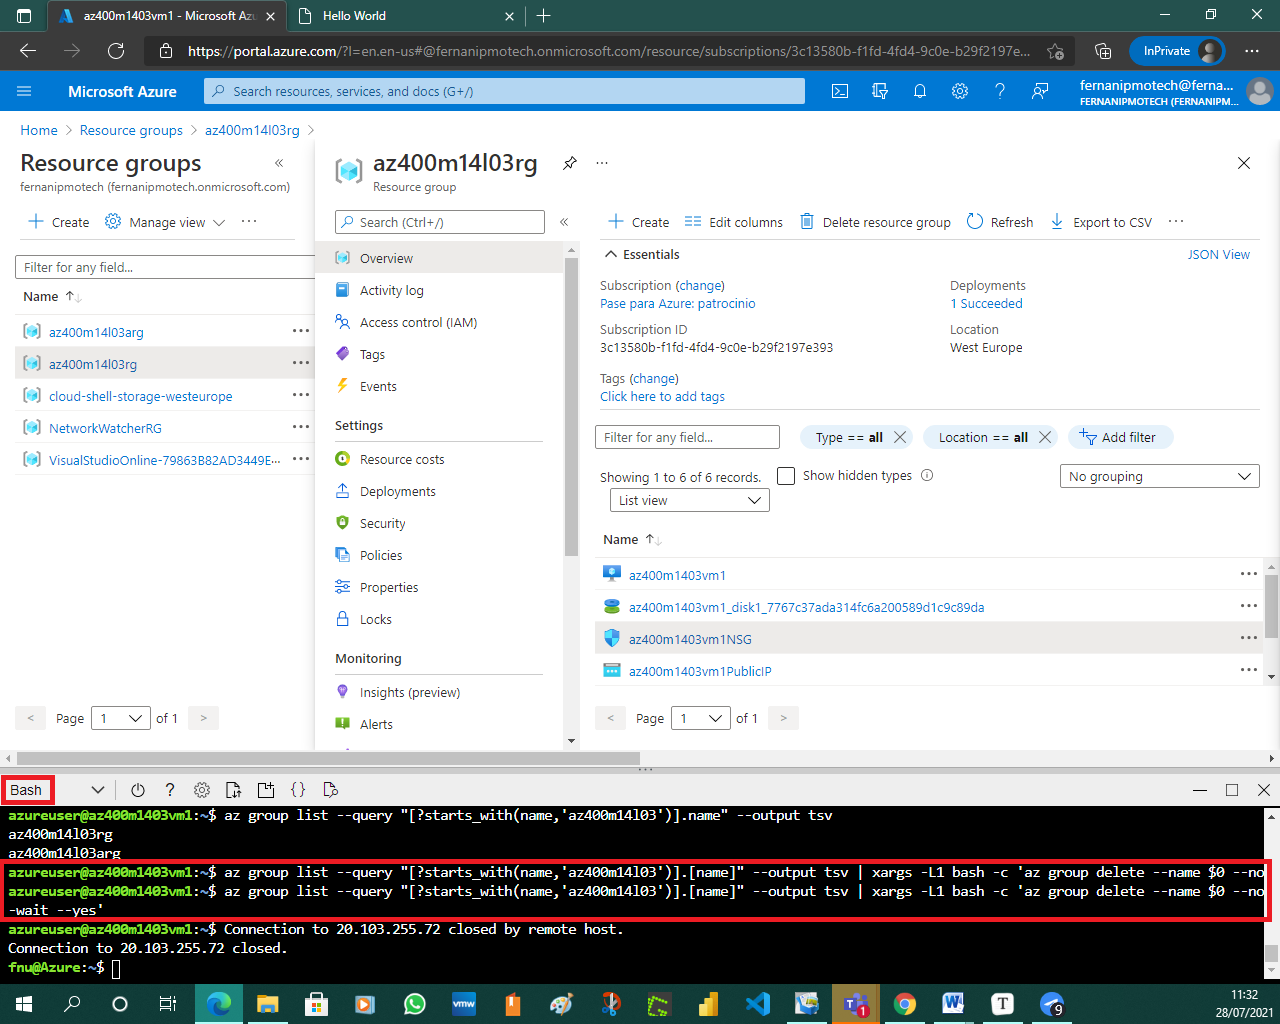 az400m1403vm1 - Microsoft Azu
Hello World
https://portal.azure.com/?l=en.en-us#@fernanipmotech.onmicrosoft.com/resource/subscriptions/3c13580b-f1fd-4fd4-9c0e-b29f2197e...
InPrivate
Microsoft Azure
Search resources, services, and docs (G+/)
fernanipmotech@ferna...
FERNANIPMOTECH (FERNANIPM...
Home > Resource groups > az400m14l03rg >
Resource groups
fernanipmotech (fernanipmotech.onmicrosoft.com)
Create
Manage view
Filter for any field...
Name
az400m14l03arg
az400m14l03rg
cloud-shell-storage-westeurope
NetworkWatcherRG
VisualStudioOnline-79863B82AD3449E...
< Page 1 of 1 >
az400m14l03rg
Resource group
Search (Ctrl+/)
Overview
Activity log
Access control (IAM)
Tags
Events
Settings
Resource costs
Deployments
Security
Policies
Properties
Locks
Monitoring
Insights (preview)
Alerts
Create
Edit columns
Delete resource group
Refresh
Export to CSV
Essentials
JSON View
Subscription (change)
Pase para Azure: patrocinio
Deployments
1 Succeeded
Subscription ID
3c13580b-f1fd-4fd4-9c0e-b29f2197e393
Location
West Europe
Tags (change)
Click here to add tags
Filter for any field...
Type == all
Location == all
Add filter
Showing 1 to 6 of 6 records.
Show hidden types
No grouping
List view
Name
az400m1403vm1
az400m1403vm1_disk1_7767c37ada314fc6a200589d1c9c89da
az400m1403vm1NSG
az400m1403vm1PublicIP
< Page 1 of 1 >
Bash
azureuser@az400m1403vm1:~$ az group list --query "[?starts_with(name,'az400m14l03')].name" --output tsv
az400m14l03rg
az400m14l03arg
azureuser@az400m1403vm1:~$ az group list --query "[?starts_with(name,'az400m14l03')].[name]" --output tsv | xargs -L1 bash -c 'az group delete --name $0 --no
azureuser@az400m1403vm1:~$ az group list --query "[?starts_with(name,'az400m14l03')].[name]" --output tsv | xargs -L1 bash -c 'az group delete --name $0 --no
-wait --yes'
azureuser@az400m1403vm1:~$ Connection to 20.103.255.72 closed by remote host.
Connection to 20.103.255.72 closed.
fnu@Azure:~$
vmw
1
9
11:32
28/07/2021